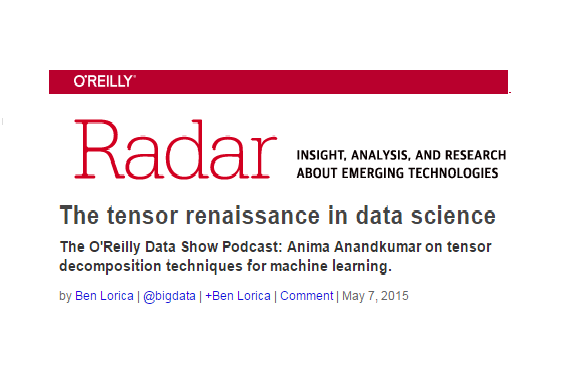 O'REILLY
Radar
INSIGHT, ANALYSIS, AND RESEARCH
ABOUT EMERGING TECHNOLOGIES
The tensor renaissance in data science
The O'Reilly Data Show Podcast: Anima Anandkumar on tensor
decomposition techniques for machine learning.
by Ben Lorica | @bigdata | +Ben Lorica | Comment | May 7, 2015